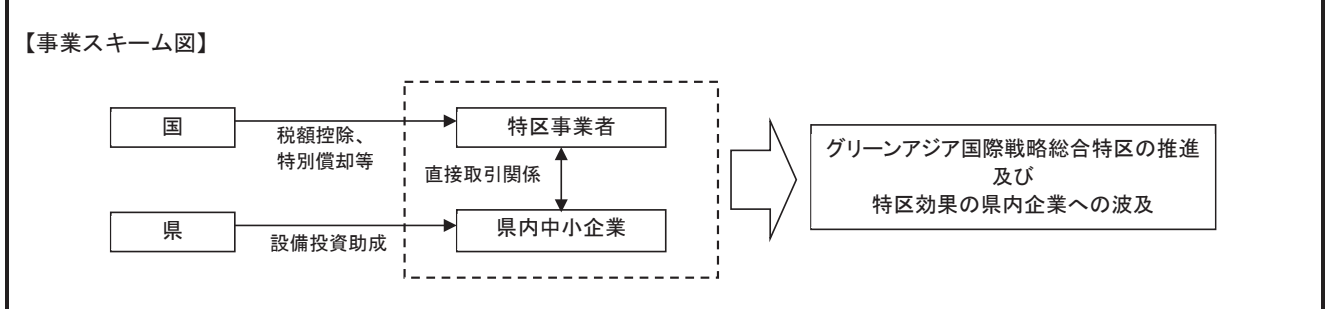 【事業スキーム図】
国
税額控除、
特別償却等
特区事業者
直接取引関係
県
設備投資助成
県内中小企業
グリーンアジア国際戦略総合特区の推進
及び
特区効果の県内企業への波及